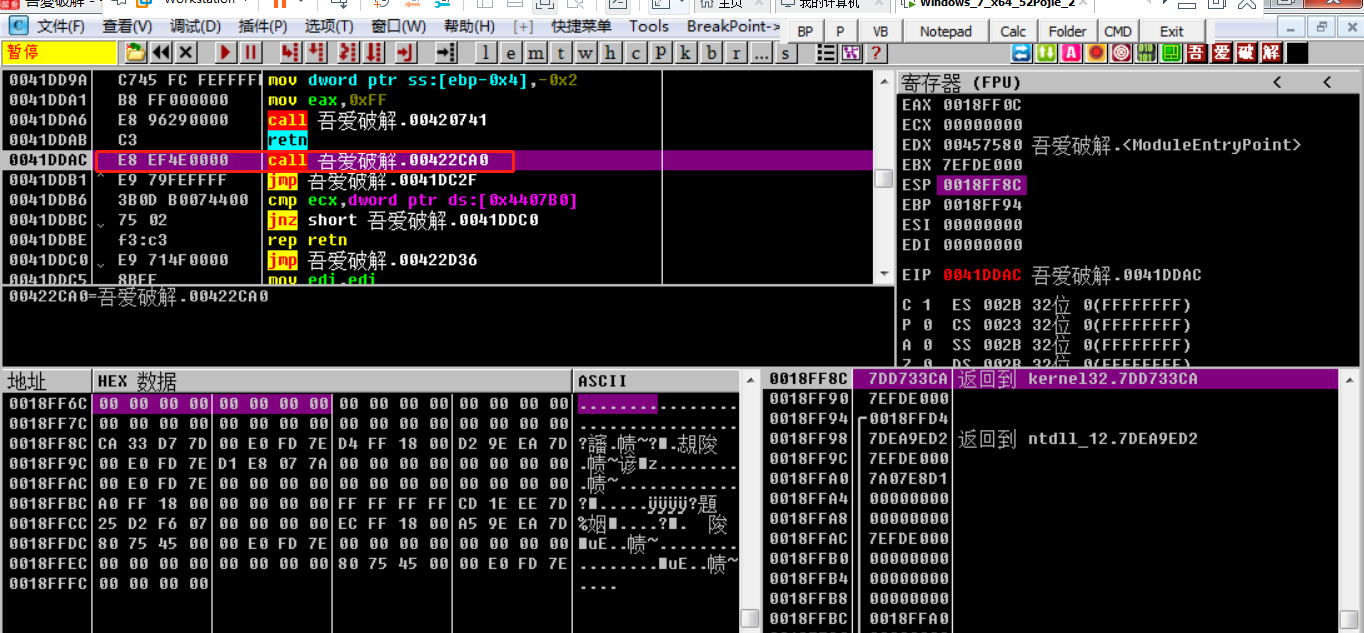 吾爱破解 - Workstation 主页 我的计算机 Windows_7_x64_52Pojie_2
文件(F) 查看(V) 调试(D) 插件(P) 选项(T) 窗口(W) 帮助(H) [+] 快捷菜单 Tools BreakPoint-> BP P VB Notepad Calc Folder CMD Exit
暂停 l e m t w h c p k b r ... s ? A 吾 爱 破 解
0041DD9A C745 FC FEFFFFI mov dword ptr ss:[ebp-0x4],-0x2
0041DDA1 B8 FF000000 mov eax,0xFF
0041DDA6 E8 96290000 call 吾爱破解.00420741
0041DDAB C3 retn
0041DDAC E8 EF4E0000 call 吾爱破解.00422CA0
0041DDB1 E9 79FEFFFF jmp 吾爱破解.0041DC2F
0041DDB6 3B0D B0074400 cmp ecx,dword ptr ds:[0x4407B0]
0041DDBC 75 02 jnz short 吾爱破解.0041DDC0
0041DDBE f3:c3 rep retn
0041DDC0 E9 714F0000 jmp 吾爱破解.00422D36
0041DDC5 8BFF mov edi,edi
00422CA0=吾爱破解.00422CA0
寄存器 (FPU) < <
EAX 0018FF0C
ECX 00000000
EDX 00457580 吾爱破解.<ModuleEntryPoint>
EBX 7EFDE000
ESP 0018FF8C
EBP 0018FF94
ESI 00000000
EDI 00000000
EIP 0041DDAC 吾爱破解.0041DDAC
C 1 ES 002B 32位 0(FFFFFFFF)
P 0 CS 0023 32位 0(FFFFFFFF)
A 0 SS 002B 32位 0(FFFFFFFF)
Z 0 DS 002B 32位 0(FFFFFFFF)
地址 HEX 数据 ASCII
0018FF6C 00 00 00 00 00 00 00 00 00 00 00 00 00 00 00 00 ................
0018FF7C 00 00 00 00 00 00 00 00 00 00 00 00 00 00 00 00 ................
0018FF8C CA 33 D7 7D 00 E0 FD 7E D4 FF 18 00 D2 9E EA 7D
0018FF9C 00 E0 FD 7E D1 E8 07 7A 00 00 00 00 00 00 00 00
0018FFAC 00 E0 FD 7E 00 00 00 00 00 00 00 00 00 00 00 00
0018FFBC A0 FF 18 00 00 00 00 00 FF FF FF FF CD 1E EE 7D
0018FFCC 25 D2 F6 07 00 00 00 00 EC FF 18 00 A5 9E EA 7D
0018FFDC 80 75 45 00 00 E0 FD 7E 00 00 00 00 00 00 00 00
0018FFEC 00 00 00 00 00 00 00 00 80 75 45 00 00 E0 FD 7E
0018FFFC 00 00 00 00 ....
0018FF8C 7DD733CA 返回到 kernel32.7DD733CA
0018FF90 7EFDE000
0018FF94 0018FFD4
0018FF98 7DEA9ED2 返回到 ntdll_12.7DEA9ED2
0018FF9C 7EFDE000
0018FFA0 7A07E8D1
0018FFA4 00000000
0018FFA8 00000000
0018FFAC 7EFDE000
0018FFB0 00000000
0018FFB4 00000000
0018FFB8 00000000
0018FFBC 0018FFA0